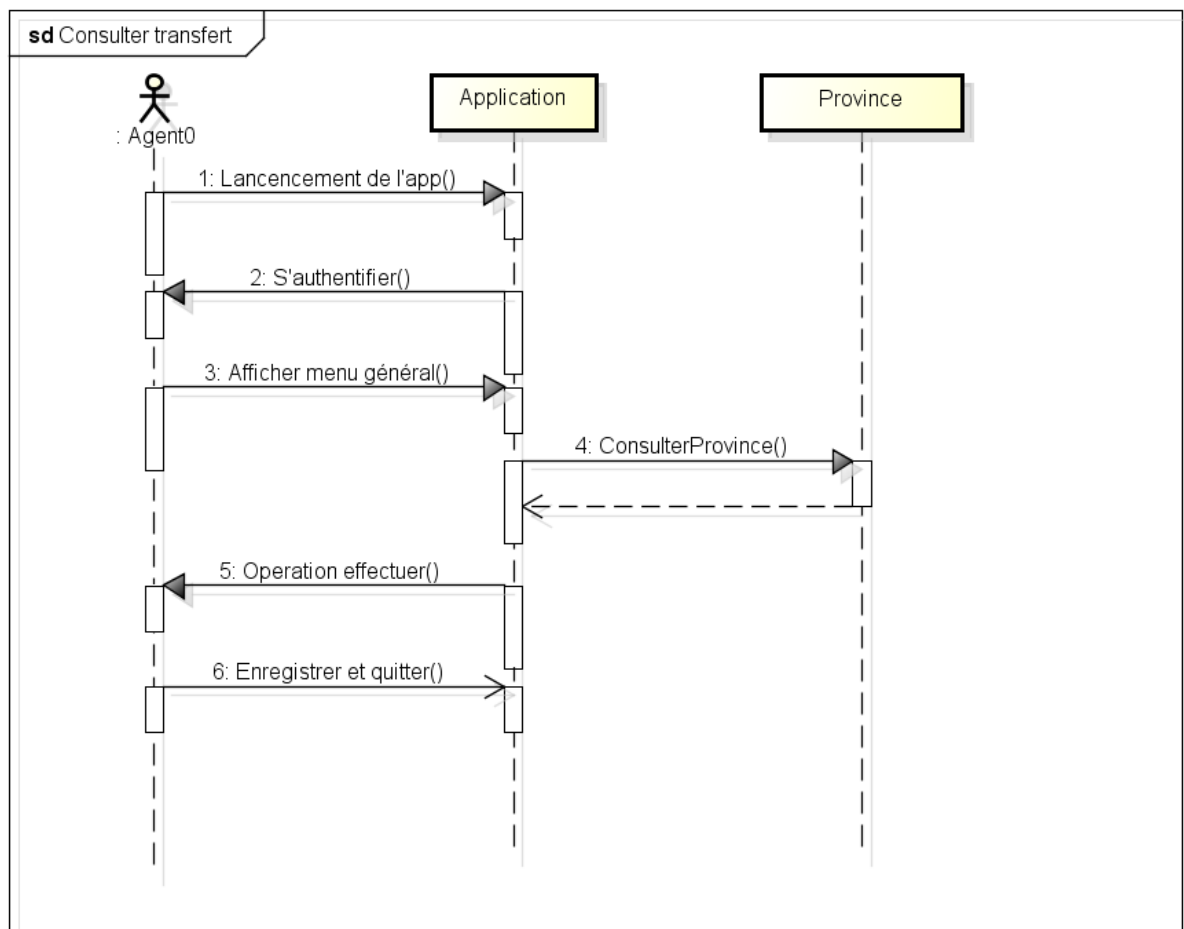 sd Consulter transfert
Application
Province
: Agent0
1: Lancencement de l'app()
2: S'authentifier()
3: Afficher menu général()
4: ConsulterProvince()
5: Operation effectuer()
6: Enregistrer et quitter()